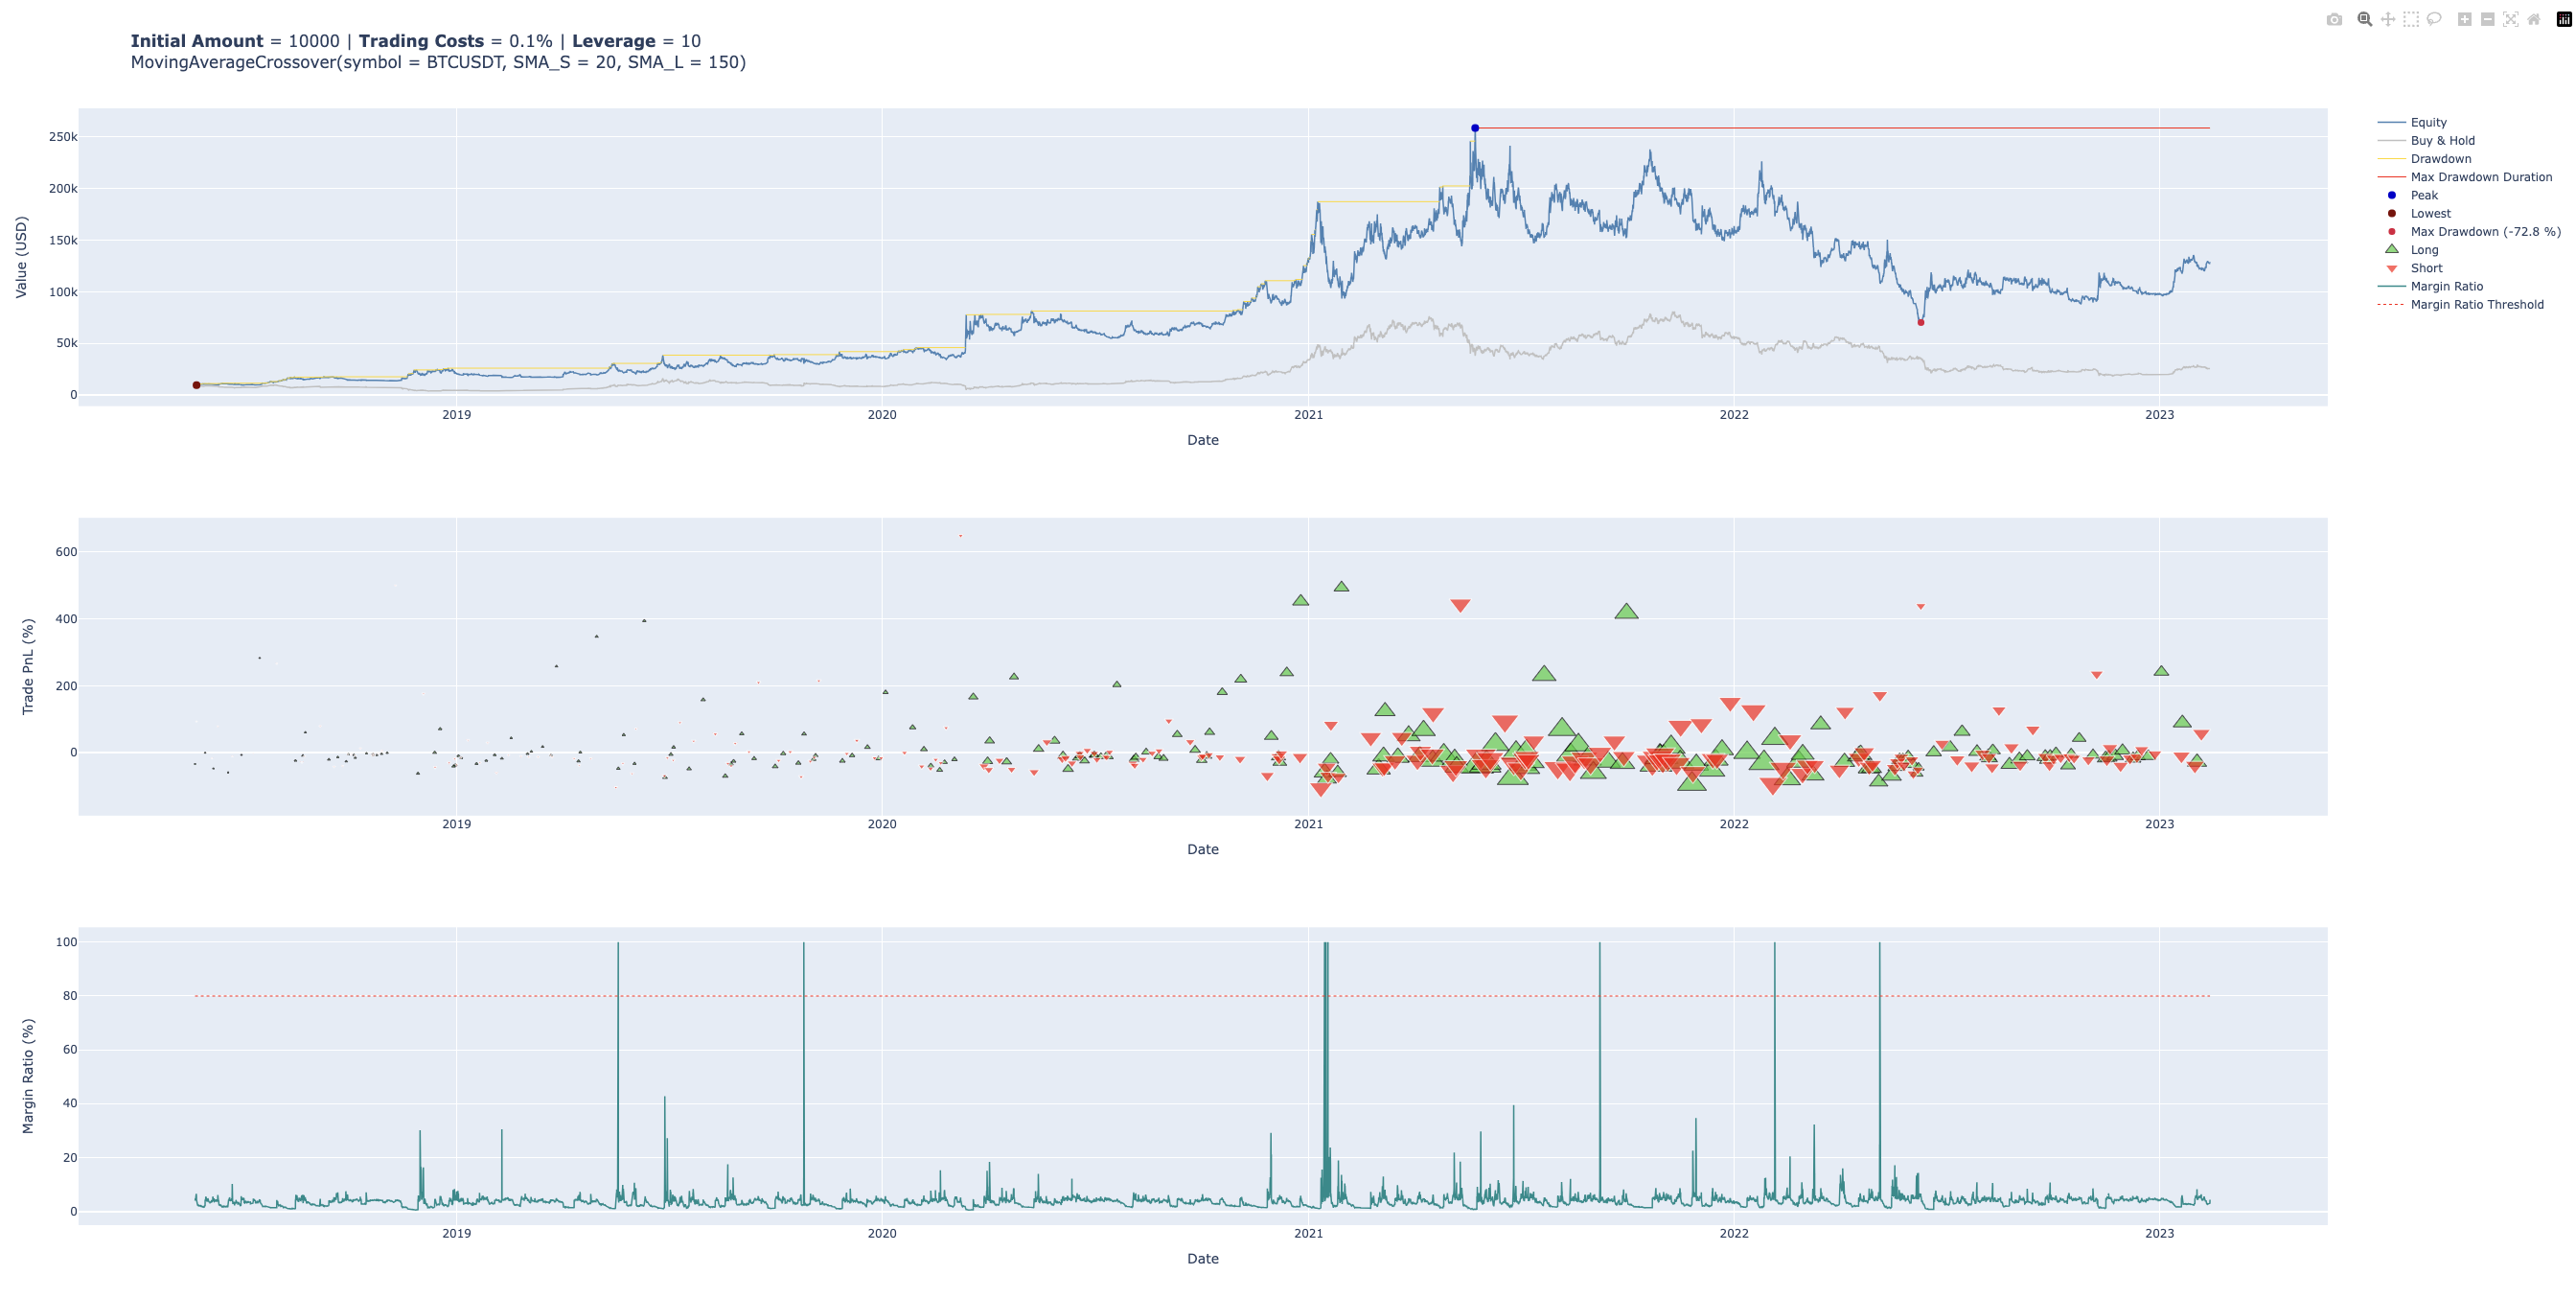 Initial Amount = 10000 | Trading Costs = 0.1% | Leverage = 10
MovingAverageCrossover(symbol = BTCUSDT, SMA_S = 20, SMA_L = 150)
Value (USD)
250k
200k
150k
100k
50k
0
2019
2020
2021
2022
2023
Date
Equity
Buy & Hold
Drawdown
Max Drawdown Duration
Peak
Lowest
Max Drawdown (-72.8 %)
Long
Short
Margin Ratio
Margin Ratio Threshold
Trade PnL (%)
600
400
200
0
2019
2020
2021
2022
2023
Date
Margin Ratio (%)
100
80
60
40
20
0
2019
2020
2021
2022
2023
Date